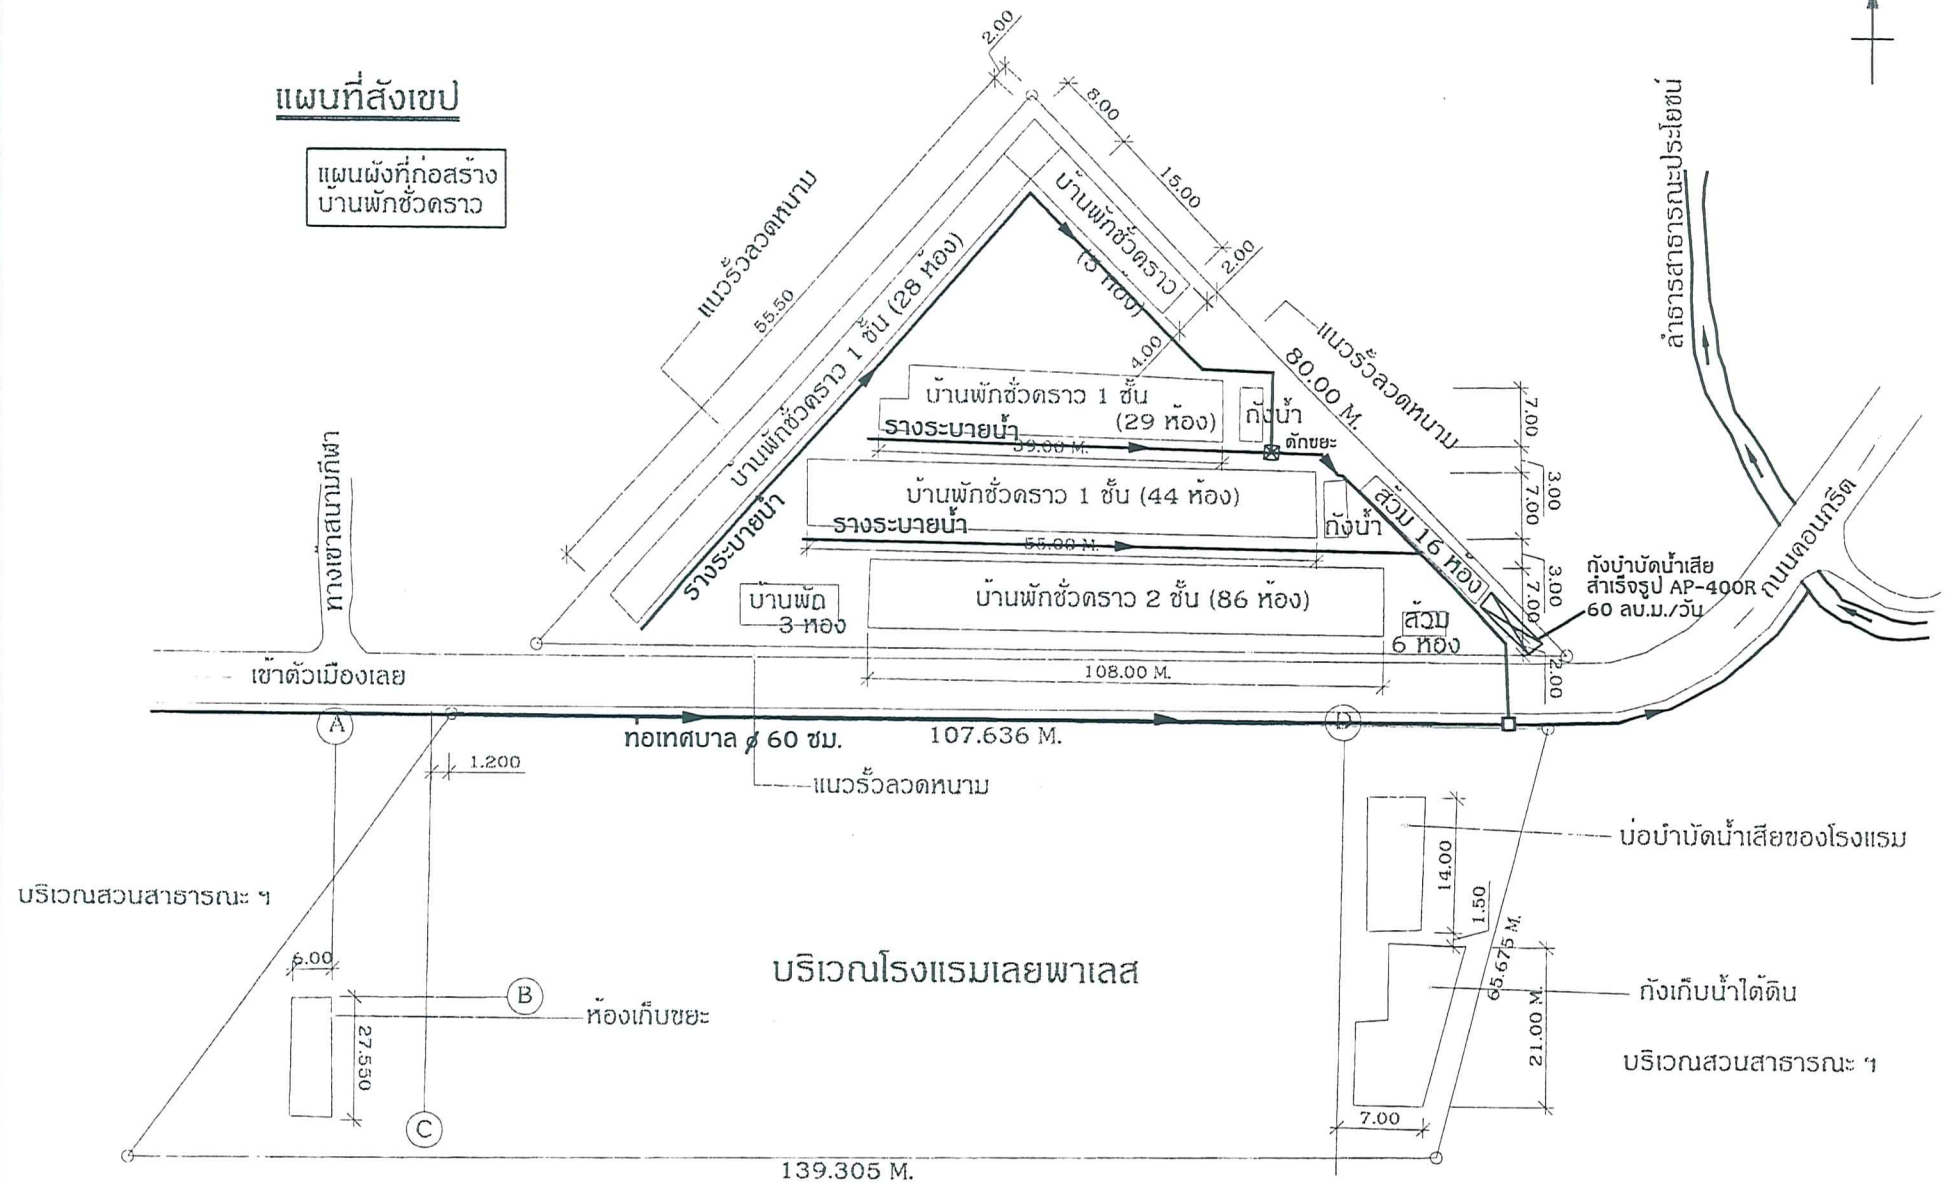 แผนที่สังเขป
แผนผังที่ก่อสร้าง
บ้านพักชั่วคราว
2.00
8.00
15.00
2.00
4.00
แนวรั้วลวดหนาม
55.50
บ้านพักชั่วคราว 1 ชั้น (28 ห้อง)
รางระบายน้ำ
บ้านพักชั่วคราว
ห้อง)
แนวรั้วลวดหนาม
80.00 M.
ลำธารสาธารณะประโยชน์
บ้านพักชั่วคราว 1 ชั้น
(29 ห้อง)
ถังน้ำ
รางระบายน้ำ
39.00 M.
ดักขยะ
บ้านพักชั่วคราว 1 ชั้น (44 ห้อง)
ถังน้ำ
รางระบายน้ำ
55.00 M.
ส้วม 16 ห้อง
7.00
3.00
7.00
3.00
7.00
2.00
บ้านพักชั่วคราว 2 ชั้น (86 ห้อง)
บ้านพัก
3 ห้อง
ส้วม
6 ห้อง
ถังบำบัดน้ำเสีย
สำเร็จรูป AP-400R
60 ลบ.ม./วัน
ถนนคอนกรีต
ทางเข้าสนามกีฬา
เข้าตัวเมืองเลย
108.00 M.
A
D
ท่อเทศบาล ø 60 ซม.
107.636 M.
1.200
แนวรั้วลวดหนาม
บริเวณสวนสาธารณะ ฯ
บ่อบำบัดน้ำเสียของโรงแรม
14.00
1.50
65.675 M.
บริเวณโรงแรมเลยพาเลส
6.00
B
ห้องเก็บขยะ
27.550
C
ถังเก็บน้ำใต้ดิน
21.00 M.
บริเวณสวนสาธารณะ ฯ
7.00
139.305 M.